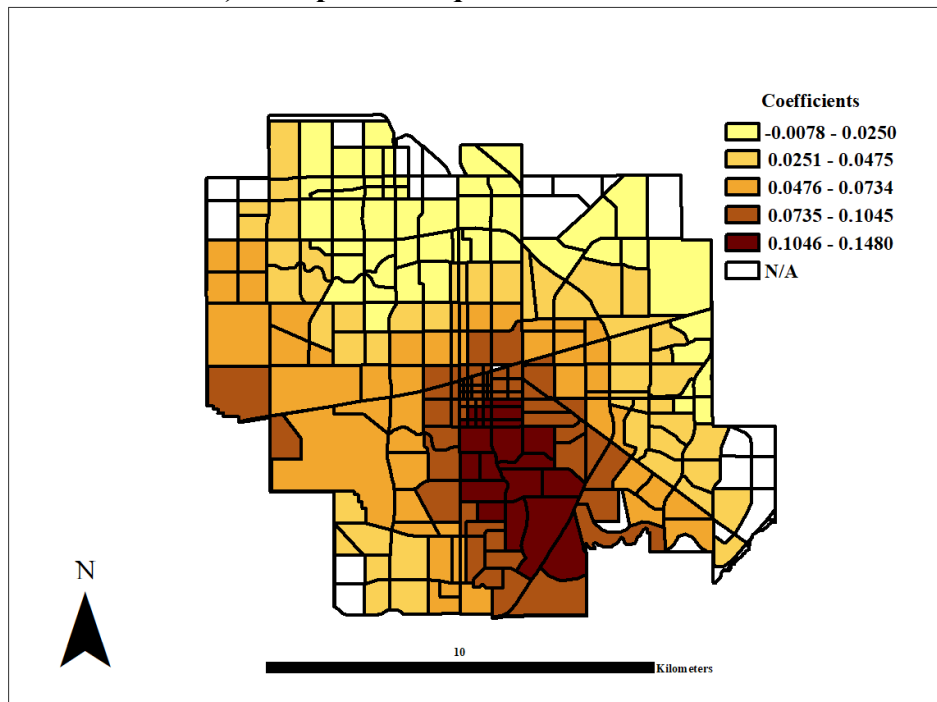 Coefficients
-0.0078 - 0.0250
0.0251 - 0.0475
0.0476 - 0.0734
0.0735 - 0.1045
0.1046 - 0.1480
N/A
N
10
Kilometers